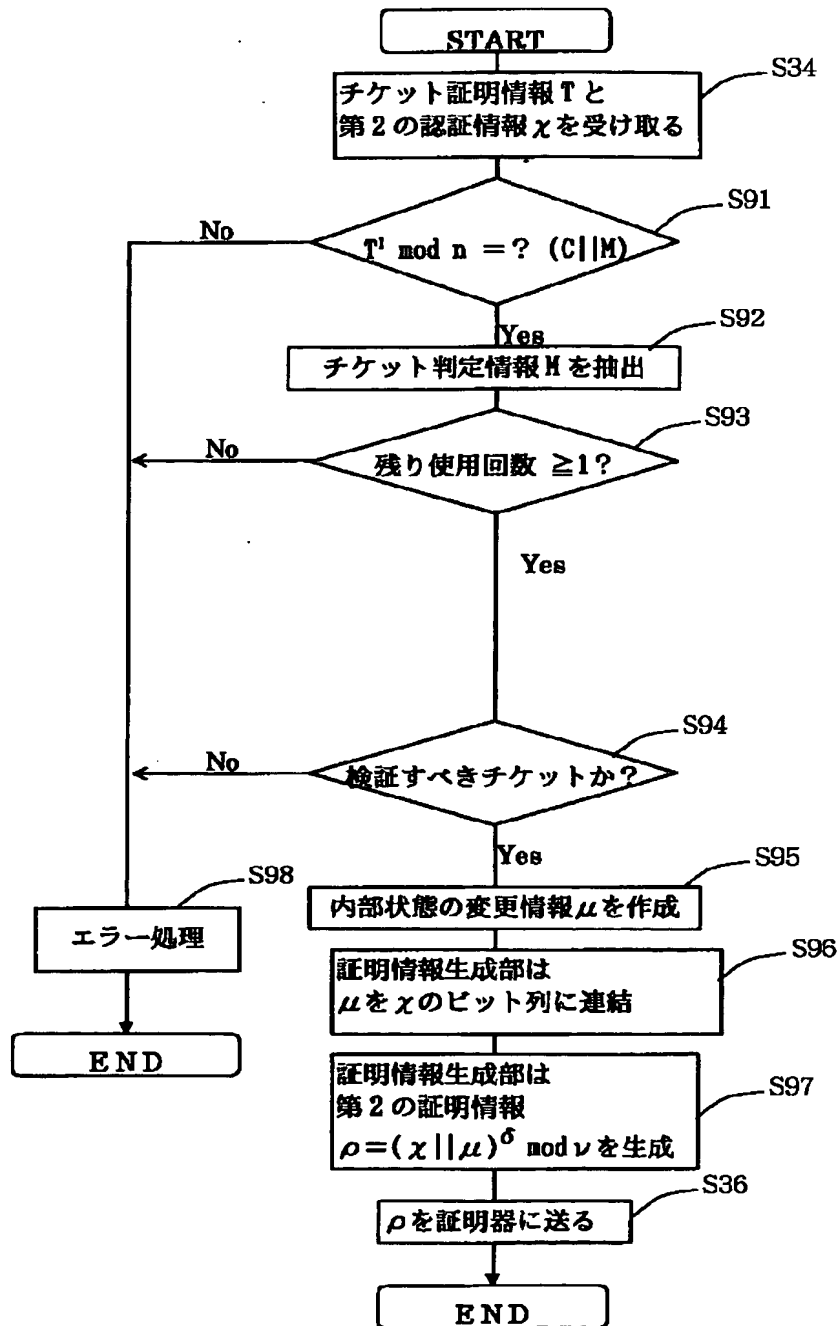 START
S34
チケット証明情報Tと
第2の認証情報χを受け取る
S91
No
Tᴵ mod n =? (C||M)
Yes
S92
チケット判定情報Mを抽出
S93
No
残り使用回数 ≧1?
Yes
S94
No
検証すべきチケットか?
Yes
S95
内部状態の変更情報μを作成
S98
エラー処理
S96
証明情報生成部は
μをχのビット列に連結
END
S97
証明情報生成部は
第2の証明情報
ρ=(χ||μ)^δ mod νを生成
S36
ρを証明器に送る
END